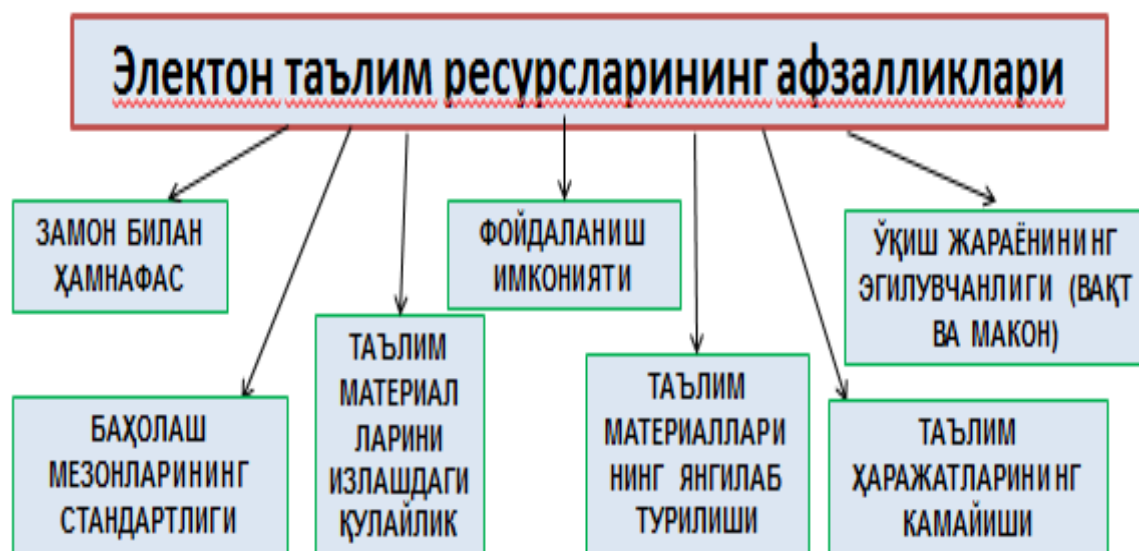 Электон таълим ресурсларининг афзалликлари
ЗАМОН БИЛАН
ҲАМНАФАС
ФОЙДАЛАНИШ
ИМКОНИЯТИ
ЎҚИШ ЖАРАЁНИНИНГ
ЭГИЛУВЧАНЛИГИ (ВАҚТ
ВА МАКОН)
БАҲОЛАШ
МЕЗОНЛАРИНИНГ
СТАНДАРТЛИГИ
ТАЪЛИМ
МАТЕРИАЛ
ЛАРИНИ
ИЗЛАШДАГИ
ҚУЛАЙЛИК
ТАЪЛИМ
МАТЕРИАЛЛАРИ
НИНГ ЯНГИЛАБ
ТУРИЛИШИ
ТАЪЛИМ
ҲАРАЖАТЛАРИНИНГ
КАМАЙИШИ